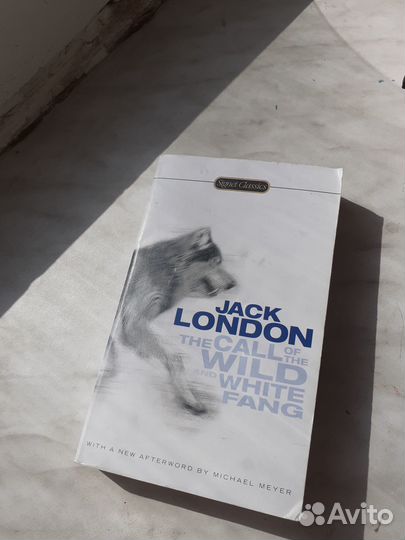 Signet Classics
JACK
LONDON
THE CALL OF THE
WILD
AND WHITE
FANG
WITH A NEW AFTERWORD BY MICHAEL MEYER
Avito